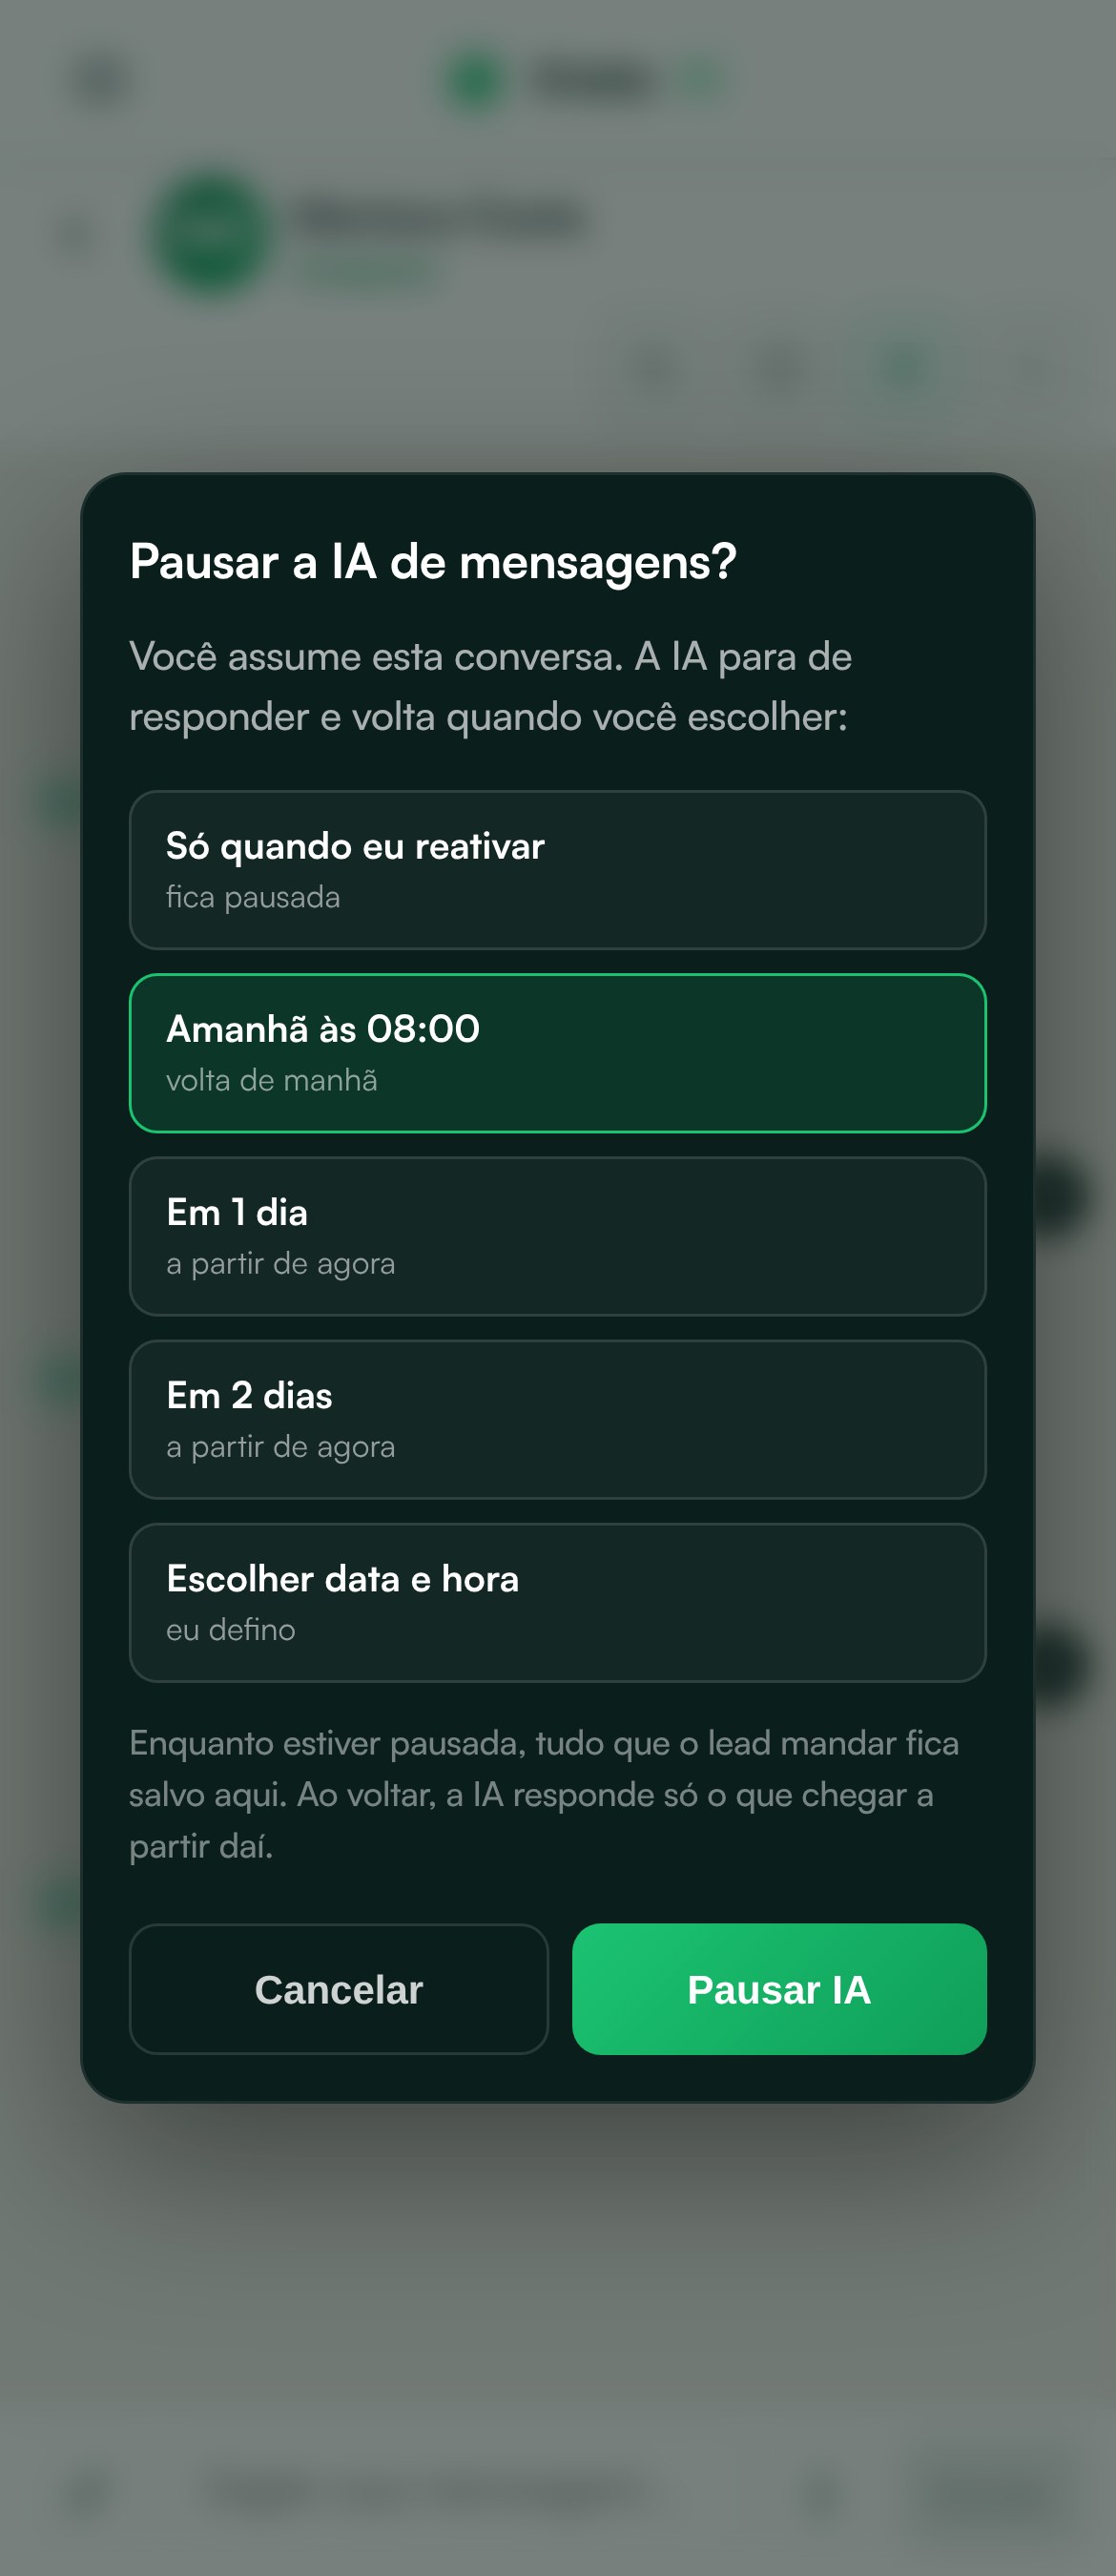 Pausar a IA de mensagens?
Você assume esta conversa. A IA para de
responder e volta quando você escolher:
Só quando eu reativar
fica pausada
Amanhã às 08:00
volta de manhã
Em 1 dia
a partir de agora
Em 2 dias
a partir de agora
Escolher data e hora
eu defino
Enquanto estiver pausada, tudo que o lead mandar fica
salvo aqui. Ao voltar, a IA responde só o que chegar a
partir daí.
Cancelar
Pausar IA